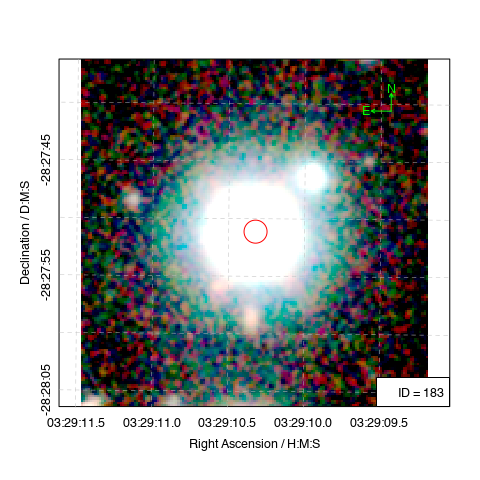 N
E
-28:27:45
-28:27:55
-28:28:05
Declination / D:M:S
ID = 183
03:29:11.5 03:29:11.0 03:29:10.5 03:29:10.0 03:29:09.5
Right Ascension / H:M:S